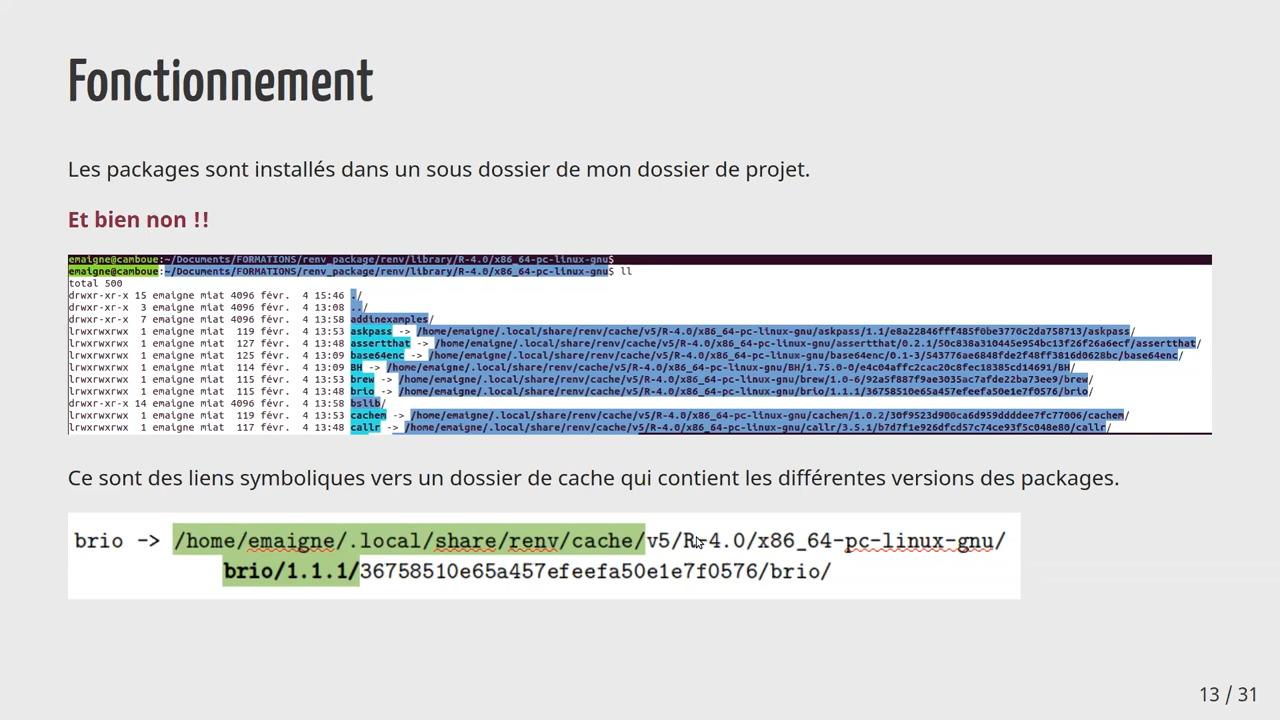 Fonctionnement
Les packages sont installés dans un sous dossier de mon dossier de projet.
Et bien non !!
emaigne@camboue:~/Documents/FORMATIONS/renv_package/renv/library/R-4.0/x86_64-pc-linux-gnu$
emaigne@camboue:~/Documents/FORMATIONS/renv_package/renv/library/R-4.0/x86_64-pc-linux-gnu$ ll
total 500
drwxr-xr-x 15 emaigne miat 4096 févr.  4 15:46 ./
drwxr-xr-x  3 emaigne miat 4096 févr.  4 13:08 ../
drwxr-xr-x  7 emaigne miat 4096 févr.  4 13:58 addinexamples/
lrwxrwxrwx  1 emaigne miat  119 févr.  4 13:53 askpass -> /home/emaigne/.local/share/renv/cache/v5/R-4.0/x86_64-pc-linux-gnu/askpass/1.1/e8a22846fff485f0be3770c2da758713/askpass/
lrwxrwxrwx  1 emaigne miat  127 févr.  4 13:48 assertthat -> /home/emaigne/.local/share/renv/cache/v5/R-4.0/x86_64-pc-linux-gnu/assertthat/0.2.1/50c838a310445e954bc13f26f26a6ecf/assertthat/
lrwxrwxrwx  1 emaigne miat  125 févr.  4 13:09 base64enc -> /home/emaigne/.local/share/renv/cache/v5/R-4.0/x86_64-pc-linux-gnu/base64enc/0.1-3/543776ae6848fde2f48ff3816d0628bc/base64enc/
lrwxrwxrwx  1 emaigne miat  114 févr.  4 13:09 BH -> /home/emaigne/.local/share/renv/cache/v5/R-4.0/x86_64-pc-linux-gnu/BH/1.75.0-0/e4c04affc2cac20c8fec18385cd14691/BH/
lrwxrwxrwx  1 emaigne miat  115 févr.  4 13:53 brew -> /home/emaigne/.local/share/renv/cache/v5/R-4.0/x86_64-pc-linux-gnu/brew/1.0-6/92a5f887f9ae3035ac7afde22ba73ee9/brew/
lrwxrwxrwx  1 emaigne miat  115 févr.  4 13:48 brio -> /home/emaigne/.local/share/renv/cache/v5/R-4.0/x86_64-pc-linux-gnu/brio/1.1.1/36758510e65a457efeefa50e1e7f0576/brio/
drwxr-xr-x 14 emaigne miat 4096 févr.  4 13:58 bslib/
lrwxrwxrwx  1 emaigne miat  119 févr.  4 13:53 cachem -> /home/emaigne/.local/share/renv/cache/v5/R-4.0/x86_64-pc-linux-gnu/cachem/1.0.2/30f9523d900ca6d959ddddee7fc77006/cachem/
lrwxrwxrwx  1 emaigne miat  117 févr.  4 13:48 callr -> /home/emaigne/.local/share/renv/cache/v5/R-4.0/x86_64-pc-linux-gnu/callr/3.5.1/b7d7f1e926dfcd57c74ce93f5c048e80/callr/
Ce sont des liens symboliques vers un dossier de cache qui contient les différentes versions des packages.
brio -> /home/emaigne/.local/share/renv/cache/v5/R-4.0/x86_64-pc-linux-gnu/
brio/1.1.1/36758510e65a457efeefa50e1e7f0576/brio/
13 / 31